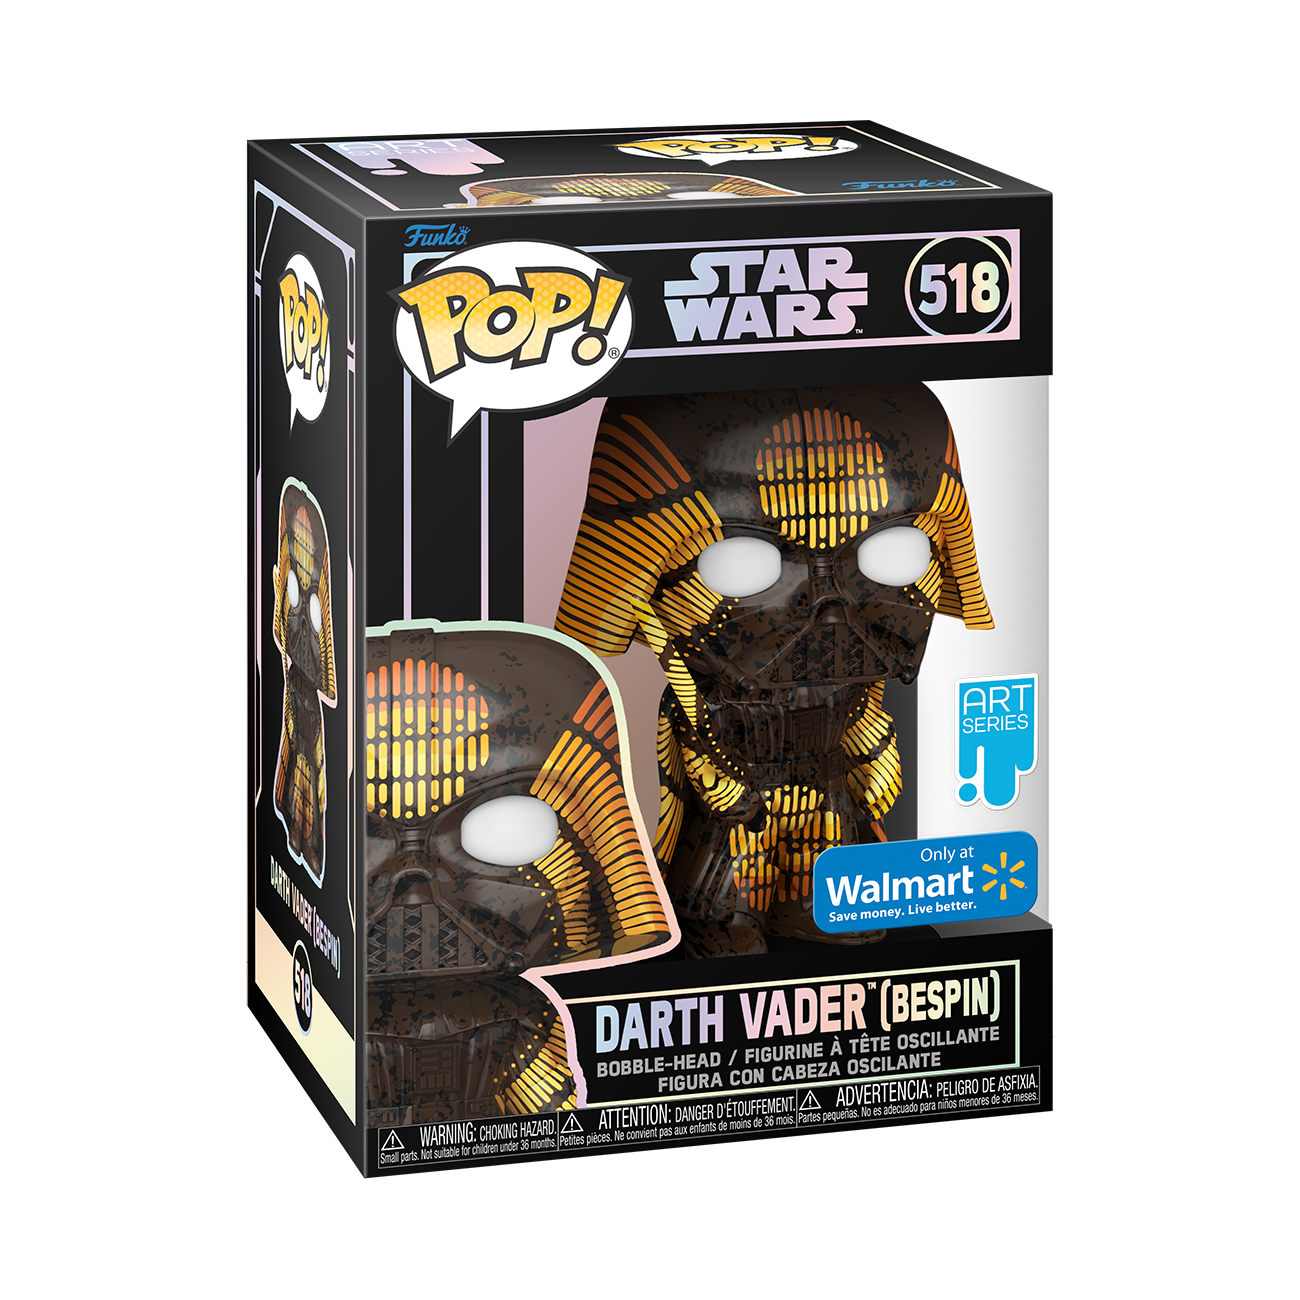 ART
SERIES
POP!
Funko
Funko
POP!®
STAR
WARS™
518
POP!
ART
SERIES
Only at
Walmart
Save money. Live better.
DARTH VADER (BESPIN)
518
DARTH VADER™ (BESPIN)
BOBBLE-HEAD / FIGURINE À TÊTE OSCILLANTE
FIGURA CON CABEZA OSCILANTE
WARNING: CHOKING HAZARD.
Small parts. Not suitable for children under 36 months.
ATTENTION: DANGER D'ÉTOUFFEMENT.
Petites pièces. Ne convient pas aux enfants de moins de 36 mois.
ADVERTENCIA: PELIGRO DE ASFIXIA.
Partes pequeñas. No es adecuado para niños menores de 36 meses.